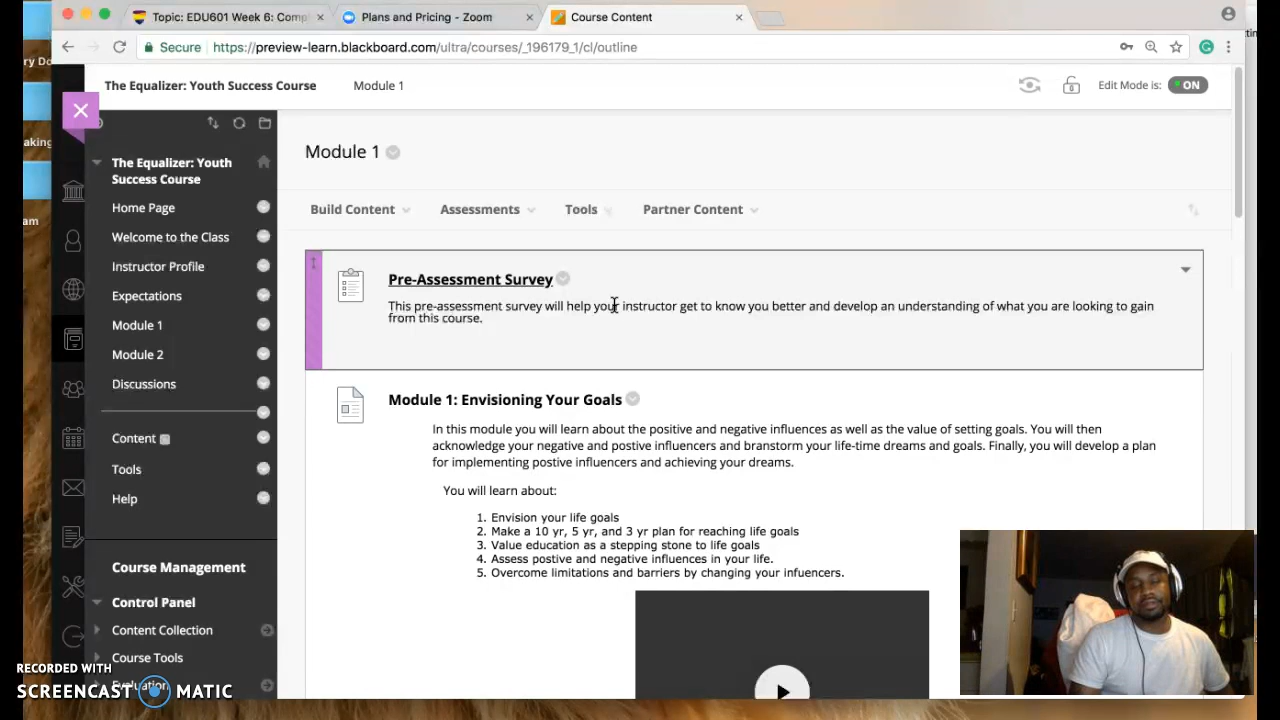 Topic: EDU601 Week 6: Comp
Plans and Pricing - Zoom
Course Content
Secure
https://preview-learn.blackboard.com/ultra/courses/_196179_1/cl/outline
The Equalizer: Youth Success Course
Module 1
Edit Mode is:
ON
The Equalizer: Youth
Success Course
Home Page
Welcome to the Class
Instructor Profile
Expectations
Module 1
Module 2
Discussions
Content
Tools
Help
Course Management
Control Panel
Content Collection
Course Tools
Evaluation
Module 1
Build Content
Assessments
Tools
Partner Content
Pre-Assessment Survey
This pre-assessment survey will help your instructor get to know you better and develop an understanding of what you are looking to gain
from this course.
Module 1: Envisioning Your Goals
In this module you will learn about the positive and negative influences as well as the value of setting goals. You will then
acknowledge your negative and postive influencers and branstorm your life-time dreams and goals. Finally, you will develop a plan
for implementing postive influencers and achieving your dreams.
You will learn about:
1. Envision your life goals
2. Make a 10 yr, 5 yr, and 3 yr plan for reaching life goals
3. Value education as a stepping stone to life goals
4. Assess postive and negative influences in your life.
5. Overcome limitations and barriers by changing your infuencers.
RECORDED WITH
SCREENCAST MATIC